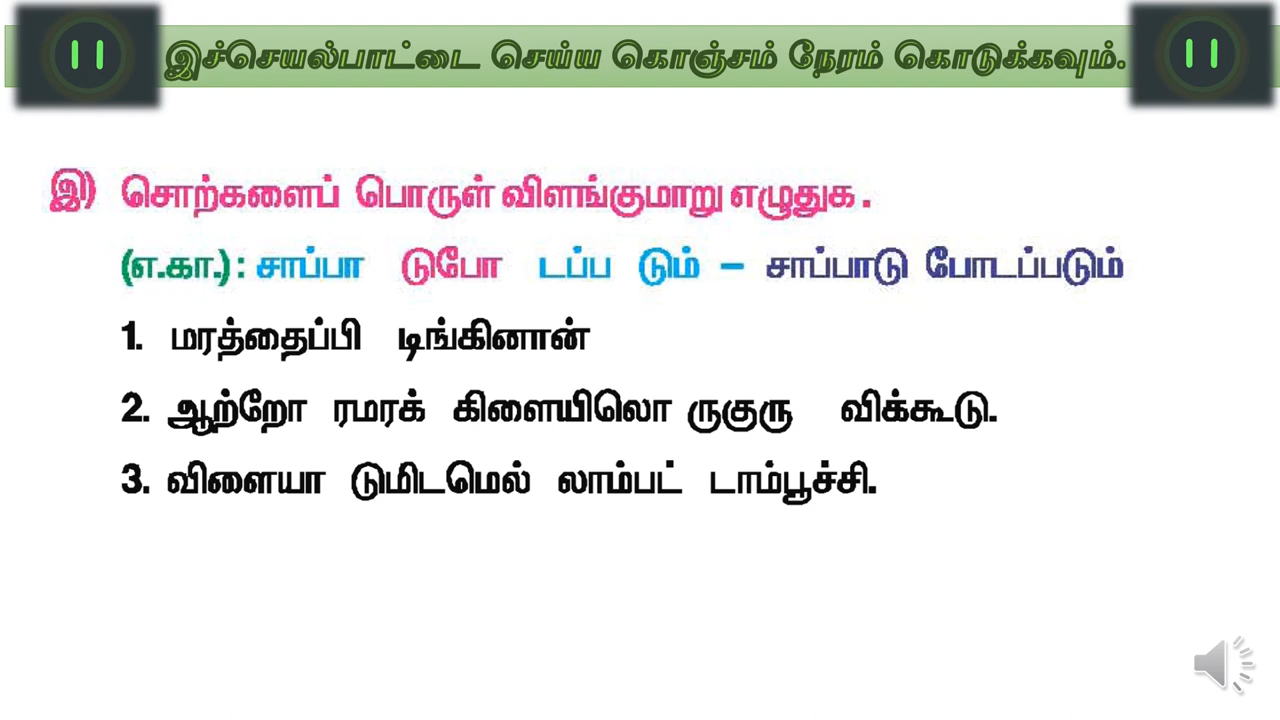 இச்செயல்பாட்டை செய்ய கொஞ்சம் நேரம் கொடுக்கவும்.
இ) சொற்களைப் பொருள் விளங்குமாறு எழுதுக.
(எ.கா.): சாப்பா டுபோ டப்ப டும் – சாப்பாடு போடப்படும்
1. மரத்தைப்பி டிங்கினான்
2. ஆற்றோ ரமரக் கிளையிலொ ருகுரு விக்கூடு.
3. விளையா டுமிடமெல் லாம்பட் டாம்பூச்சி.